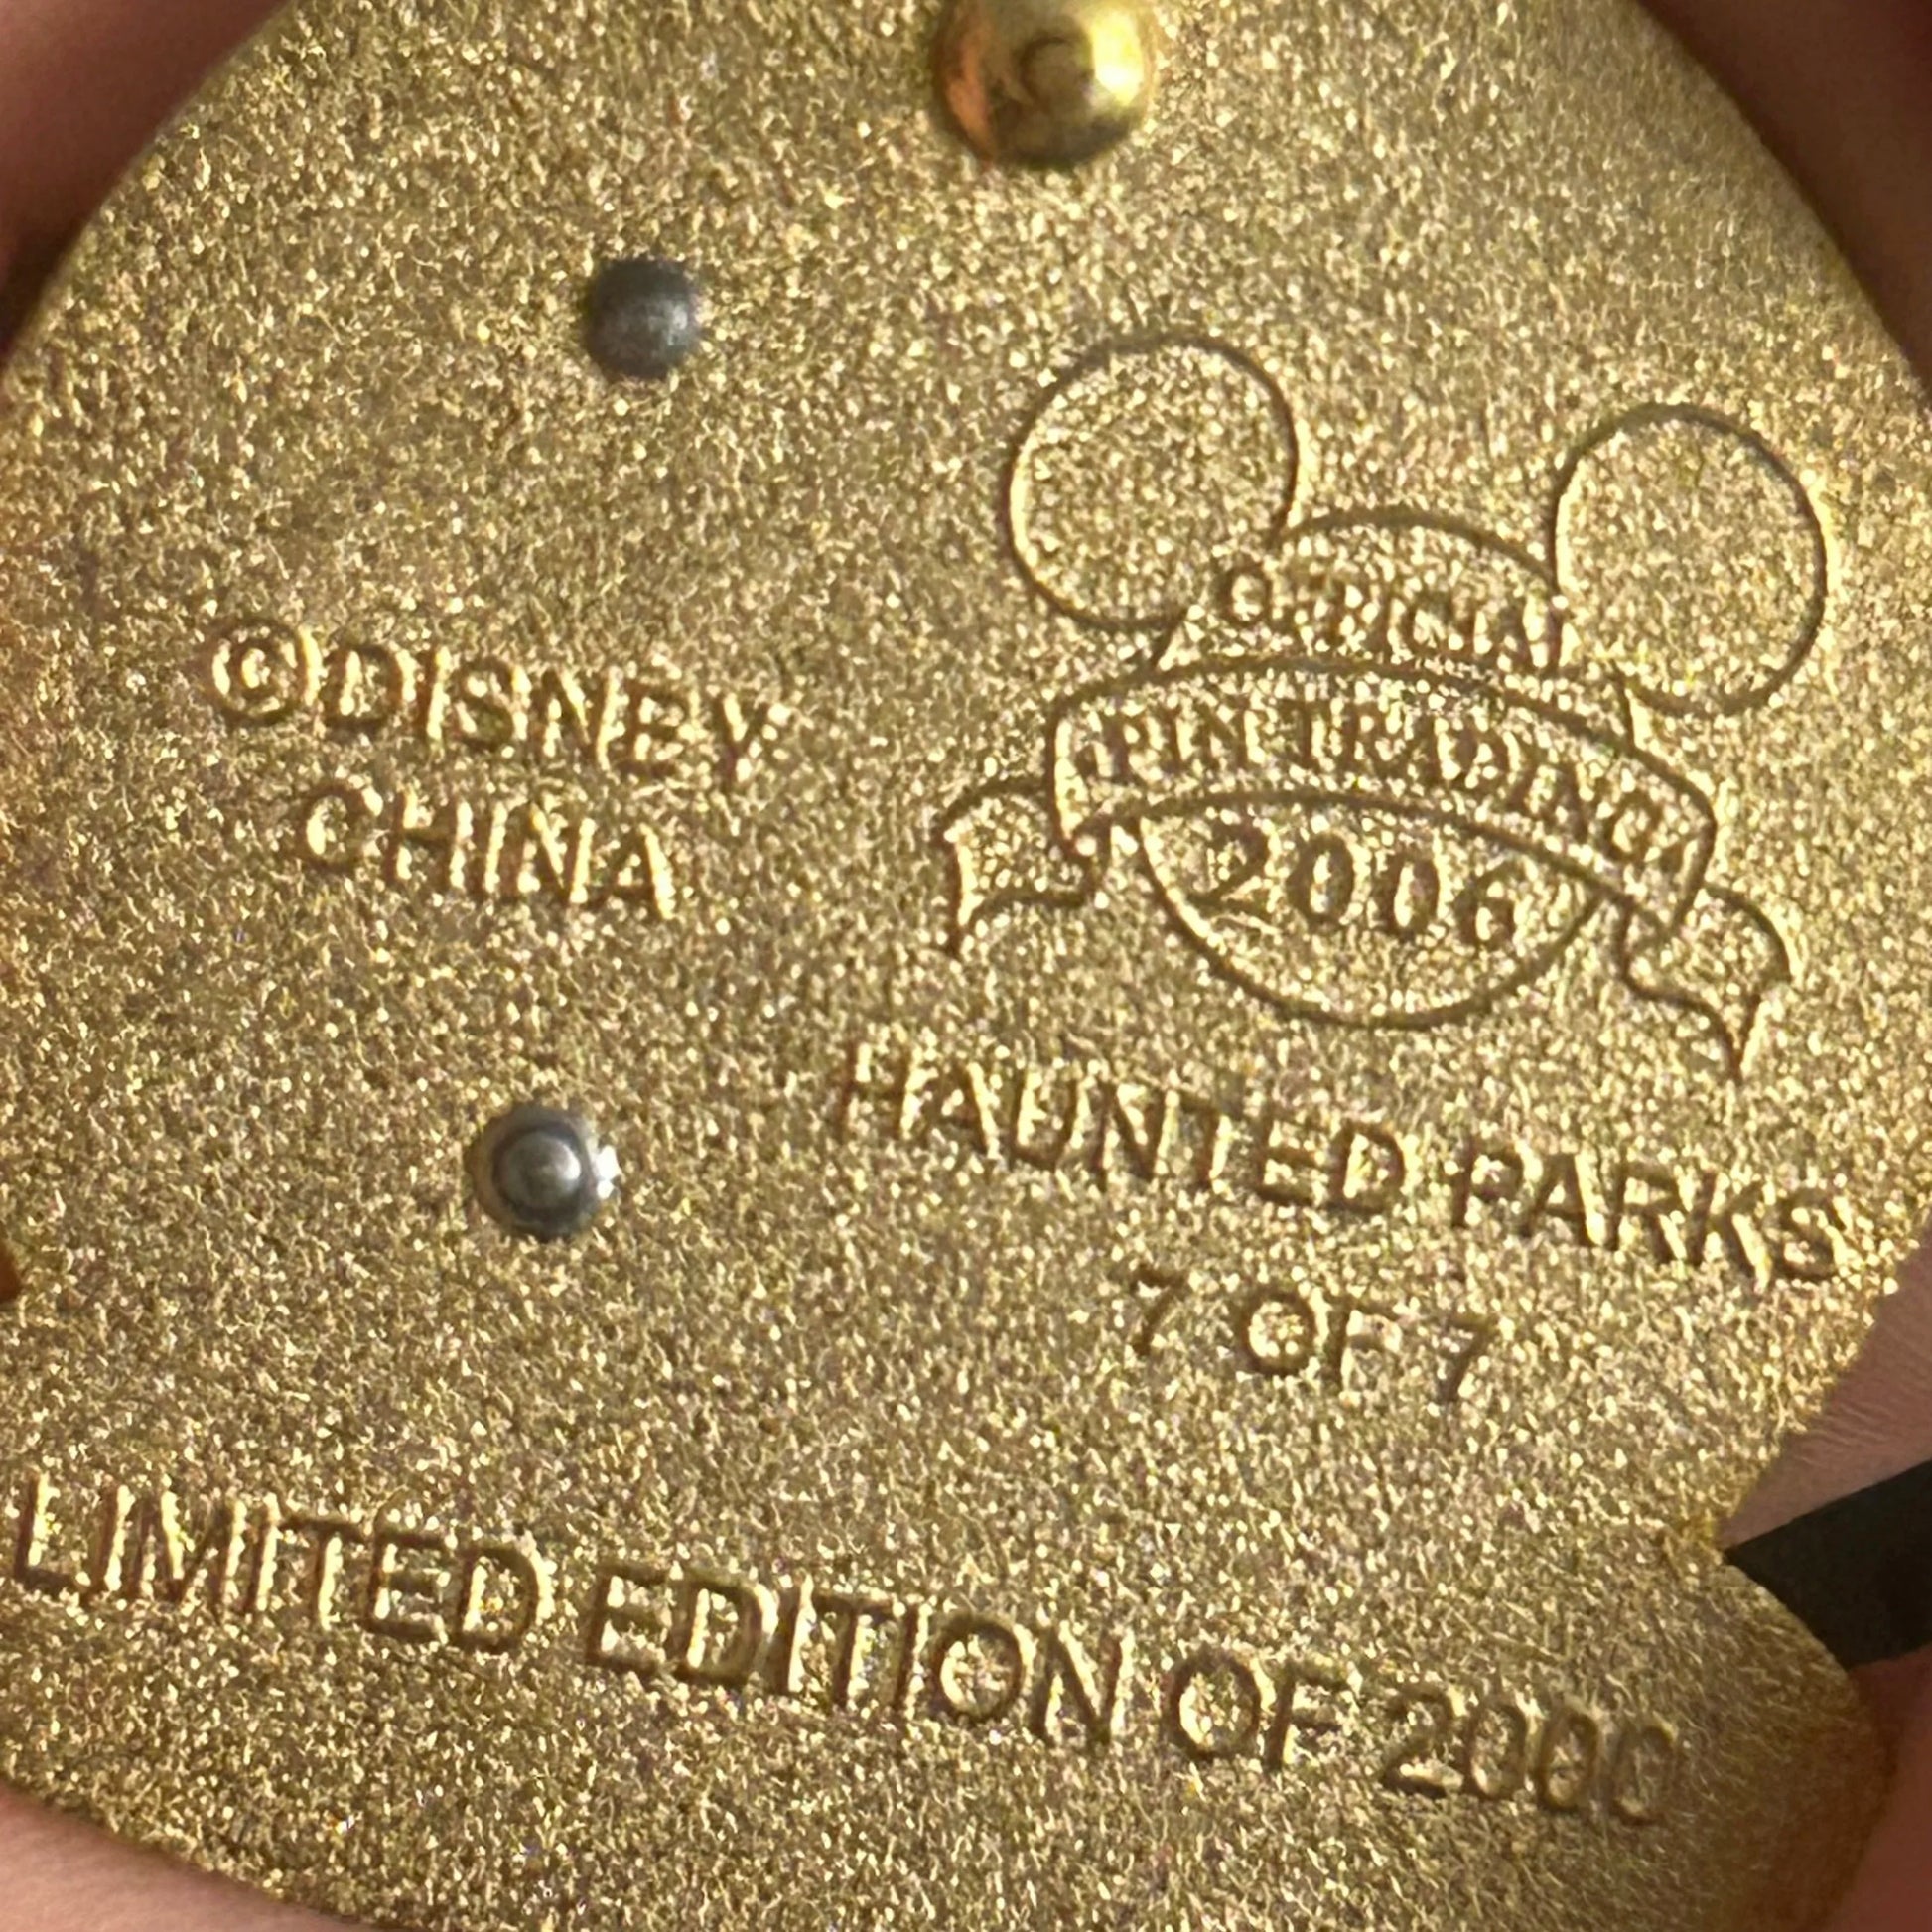 ©DISNEY
CHINA
OFFICIAL
PIN TRADING
2006
HAUNTED PARKS
7 OF 7
LIMITED EDITION OF 2000